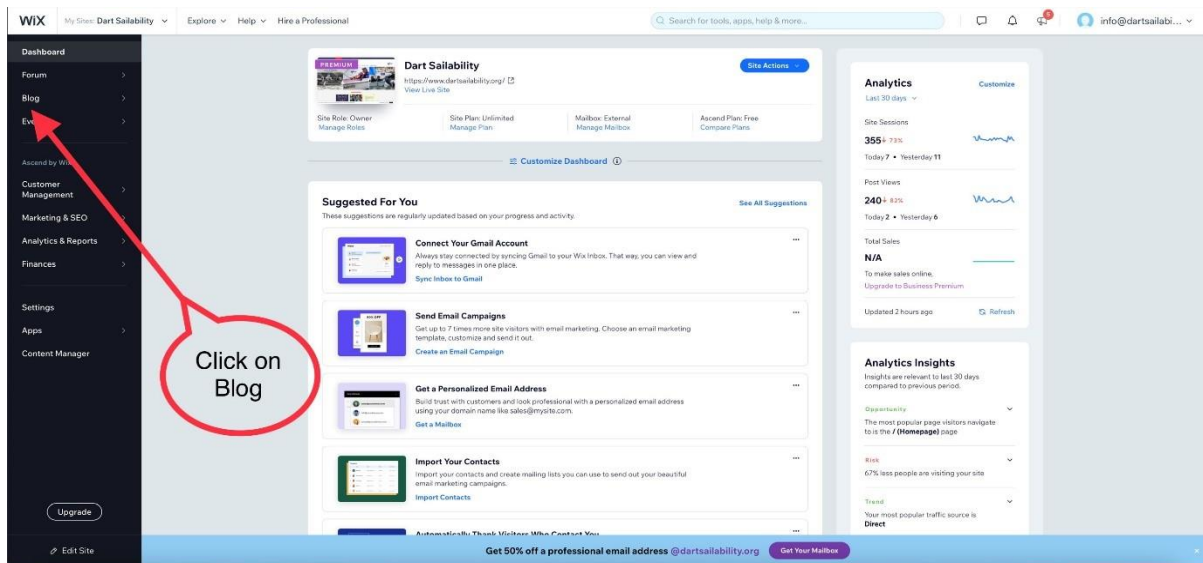 WiX
My Sites: Dart Sailability
Explore
Help
Hire a Professional
Search for tools, apps, help & more...
info@dartsailabi...
Dashboard
Forum
Blog
Ascend by Wix
Customer
Management
Marketing & SEO
Analytics & Reports
Finances
Settings
Apps
Content Manager
Upgrade
Edit Site
Click on
Blog
PREMIUM
Dart Sailability
https://www.dartsailability.org/
View Live Site
Site Actions
Site Role: Owner
Manage Roles
Site Plan: Unlimited
Manage Plan
Mailbox: External
Manage Mailbox
Ascend Plan: Free
Compare Plans
Customize Dashboard
Suggested For You
See All Suggestions
These suggestions are regularly updated based on your progress and activity.
Connect Your Gmail Account
Always stay connected by syncing Gmail to your Wix Inbox. That way, you can view and
reply to messages in one place.
Sync Inbox to Gmail
Send Email Campaigns
Get up to 7 times more site visitors with email marketing. Choose an email marketing
template, customize and send it out.
Create an Email Campaign
Get a Personalized Email Address
Build trust with customers and look professional with a personalized email address
using your domain name like sales@mysite.com.
Get a Mailbox
Import Your Contacts
Import your contacts and create mailing lists you can use to send out your beautiful
email marketing campaigns.
Import Contacts
Automatically Thank Visitors Who Contact You
Analytics
Customize
Last 30 days
Site Sessions
355↓ 73%
Today 7 • Yesterday 11
Post Views
240↓ 82%
Today 2 • Yesterday 6
Total Sales
N/A
To make sales online,
Upgrade to Business Premium
Updated 2 hours ago
Refresh
Analytics Insights
Insights are relevant to last 30 days
compared to previous period.
Opportunity
The most popular page visitors navigate
to is the / (Homepage) page
Risk
67% less people are visiting your site
Trend
Your most popular traffic source is
Direct
Get 50% off a professional email address @dartsailability.org
Get Your Mailbox